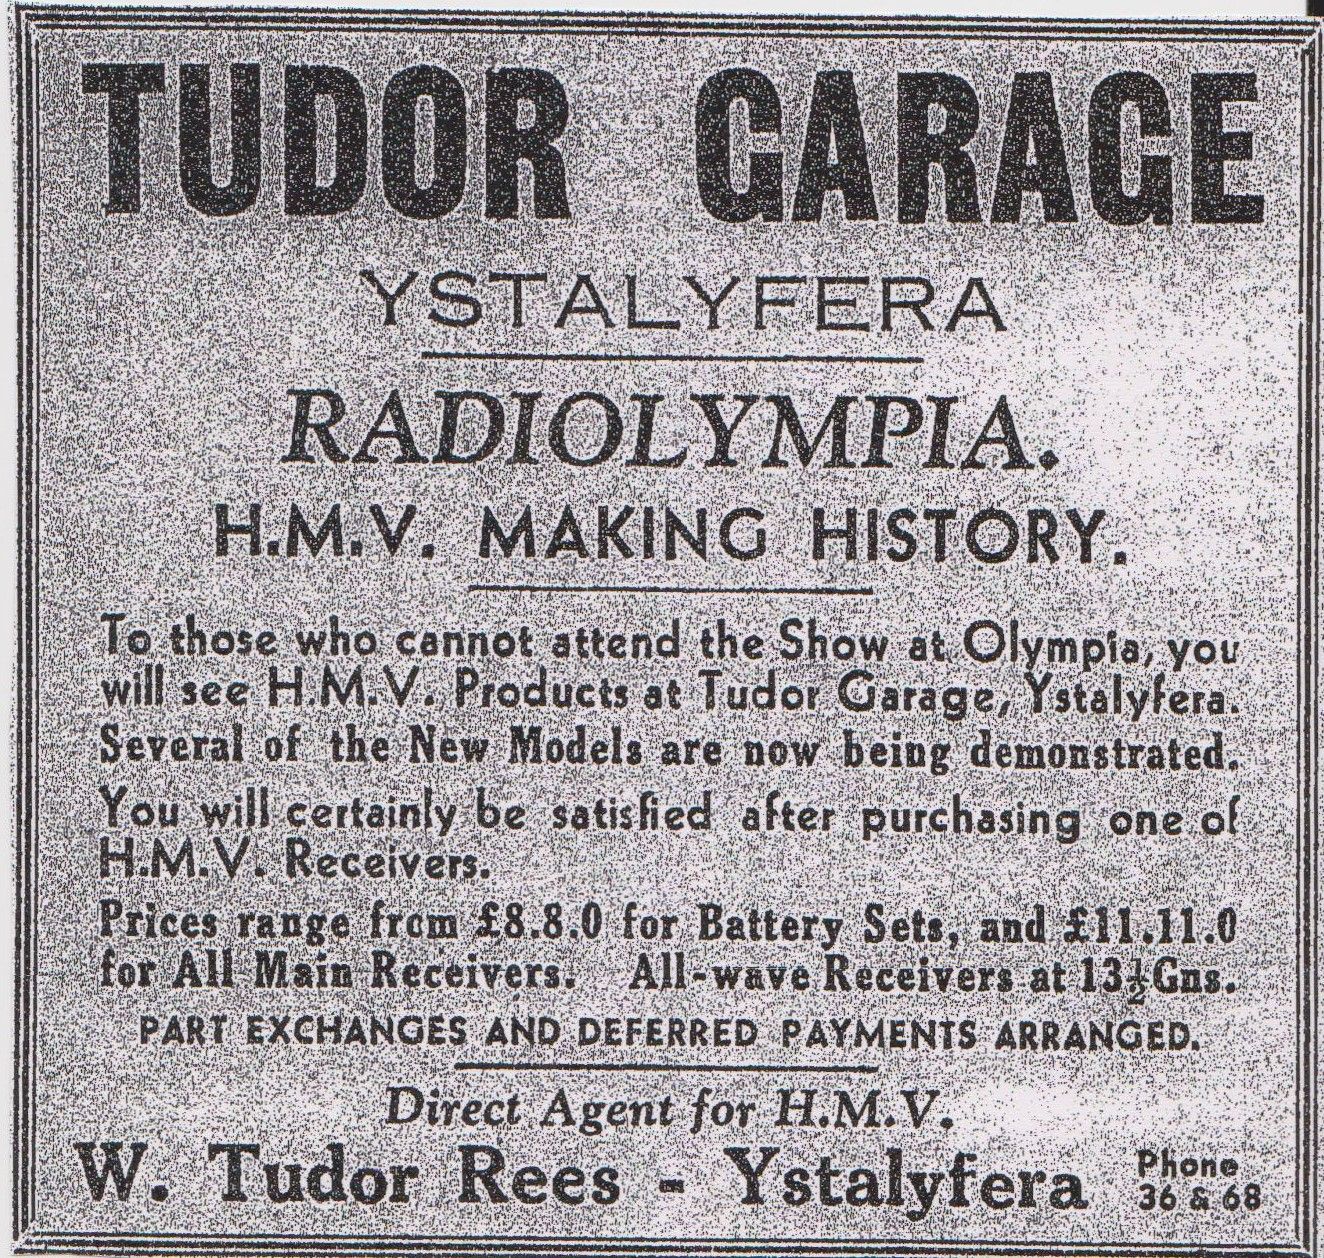 TUDOR GARAGE
YSTALYFERA
RADIOLYMPIA.
H.M.V. MAKING HISTORY.
To those who cannot attend the Show at Olympia, you
will see H.M.V. Products at Tudor Garage, Ystalyfera.
Several of the New Models are now being demonstrated.
You will certainly be satisfied after purchasing one of
H.M.V. Receivers.
Prices range from £8.8.0 for Battery Sets, and £11.11.0
for All Main Receivers. All-wave Receivers at 13½ Gns.
PART EXCHANGES AND DEFERRED PAYMENTS ARRANGED.
Direct Agent for H.M.V.
W. Tudor Rees - Ystalyfera Phone
36 & 68